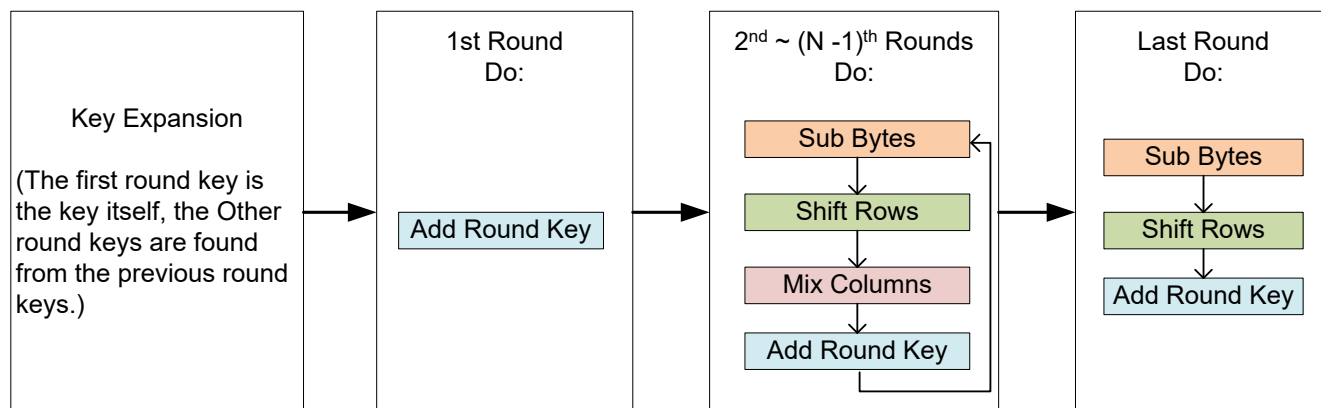 Key Expansion
(The first round key is
the key itself, the Other
round keys are found
from the previous round
keys.)
1st Round
Do:
Add Round Key
2nd ~ (N -1)th Rounds
Do:
Sub Bytes
Shift Rows
Mix Columns
Add Round Key
Last Round
Do:
Sub Bytes
Shift Rows
Add Round Key